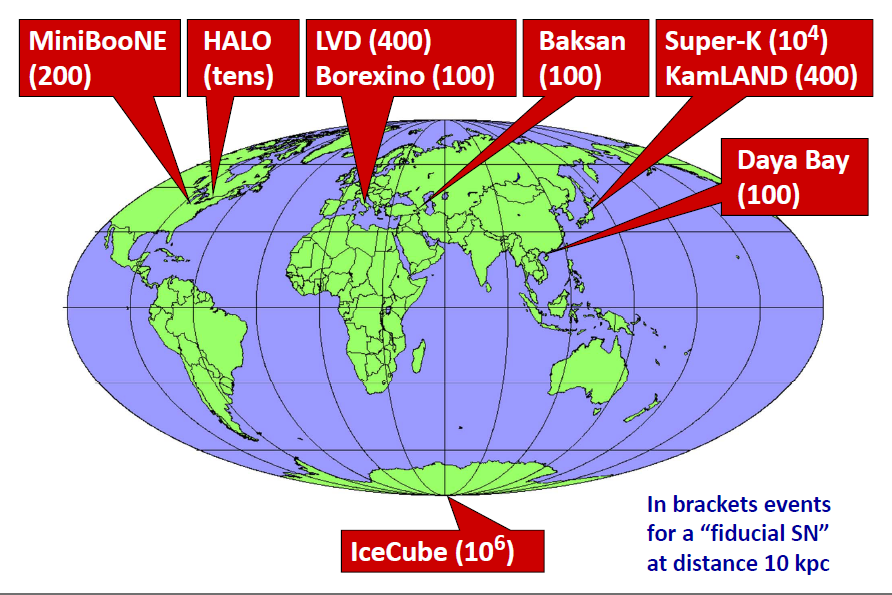 MiniBooNE
(200)
HALO
(tens)
LVD (400)
Borexino (100)
Baksan
(100)
Super-K (10⁴)
KamLAND (400)
Daya Bay
(100)
IceCube (10⁶)
In brackets events
for a “fiducial SN”
at distance 10 kpc